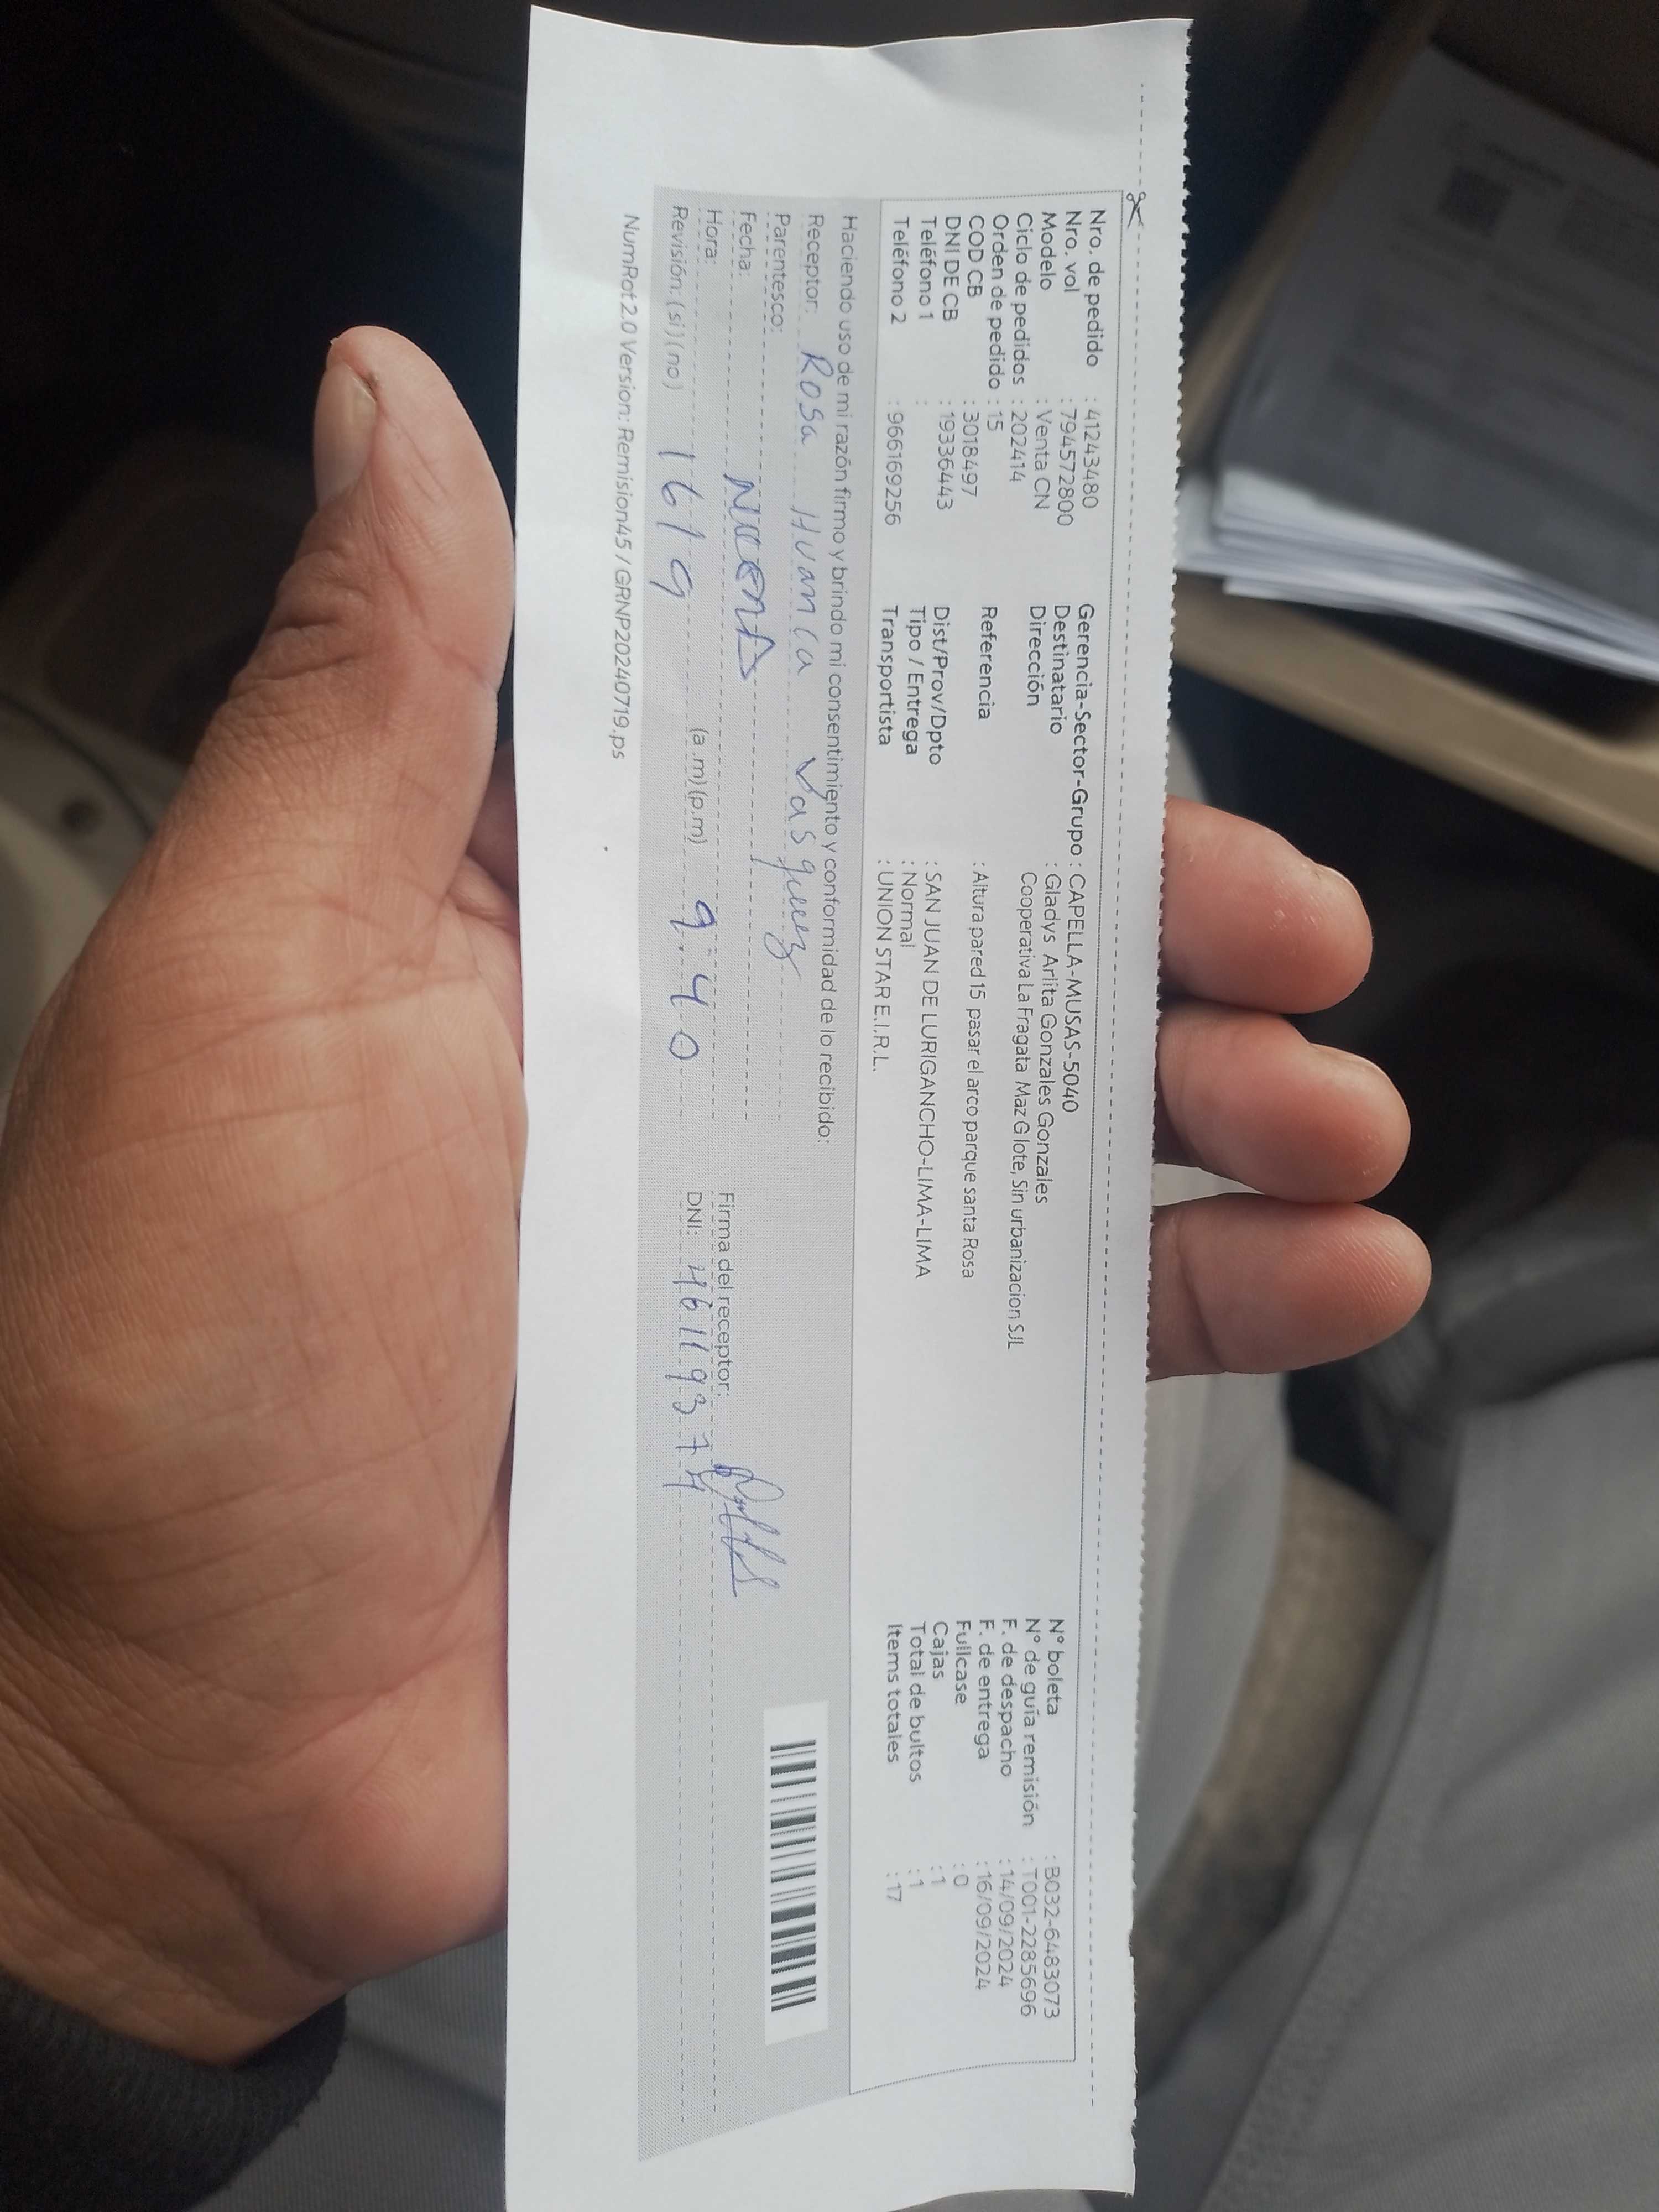 Nro. de pedido : 41243480 Gerencia-Sector-Grupo : CAPELLA-MUSAS-5040 N° boleta : B032-6483073
Nro. vol : 794572800 Destinatario : Gladys Arlita Gonzales Gonzales N° de guía remisión : T001-2285696
Modelo : Venta CN Dirección Cooperativa La Fragata Maz G lote, Sin urbanizacion SJL F. de despacho : 14/09/2024
Ciclo de pedidos : 202414 F. de entrega : 16/09/2024
Orden de pedido : 15 Referencia : Altura pared 15 pasar el arco parque santa Rosa Fullcase : 0
COD CB : 3018497 Cajas : 1
DNI DE CB : 19336443 Dist/Prov/Dpto : SAN JUAN DE LURIGANCHO-LIMA-LIMA Total de bultos : 1
Teléfono 1 : Tipo / Entrega : Normal Items totales : 17
Teléfono 2 : 966169256 Transportista : UNION STAR E.I.R.L.
Haciendo uso de mi razón firmo y brindo mi consentimiento y conformidad de lo recibido:
Receptor: Rosa Huanca Vasquez
Parentesco:
Fecha:
Hora: (a.m) (p.m) 9:40 Firma del receptor:
Revisión: (si) (no) 16/9 DNI: 46119374
NumRot2.0 Version: Remision45 / GRNP20240719.ps